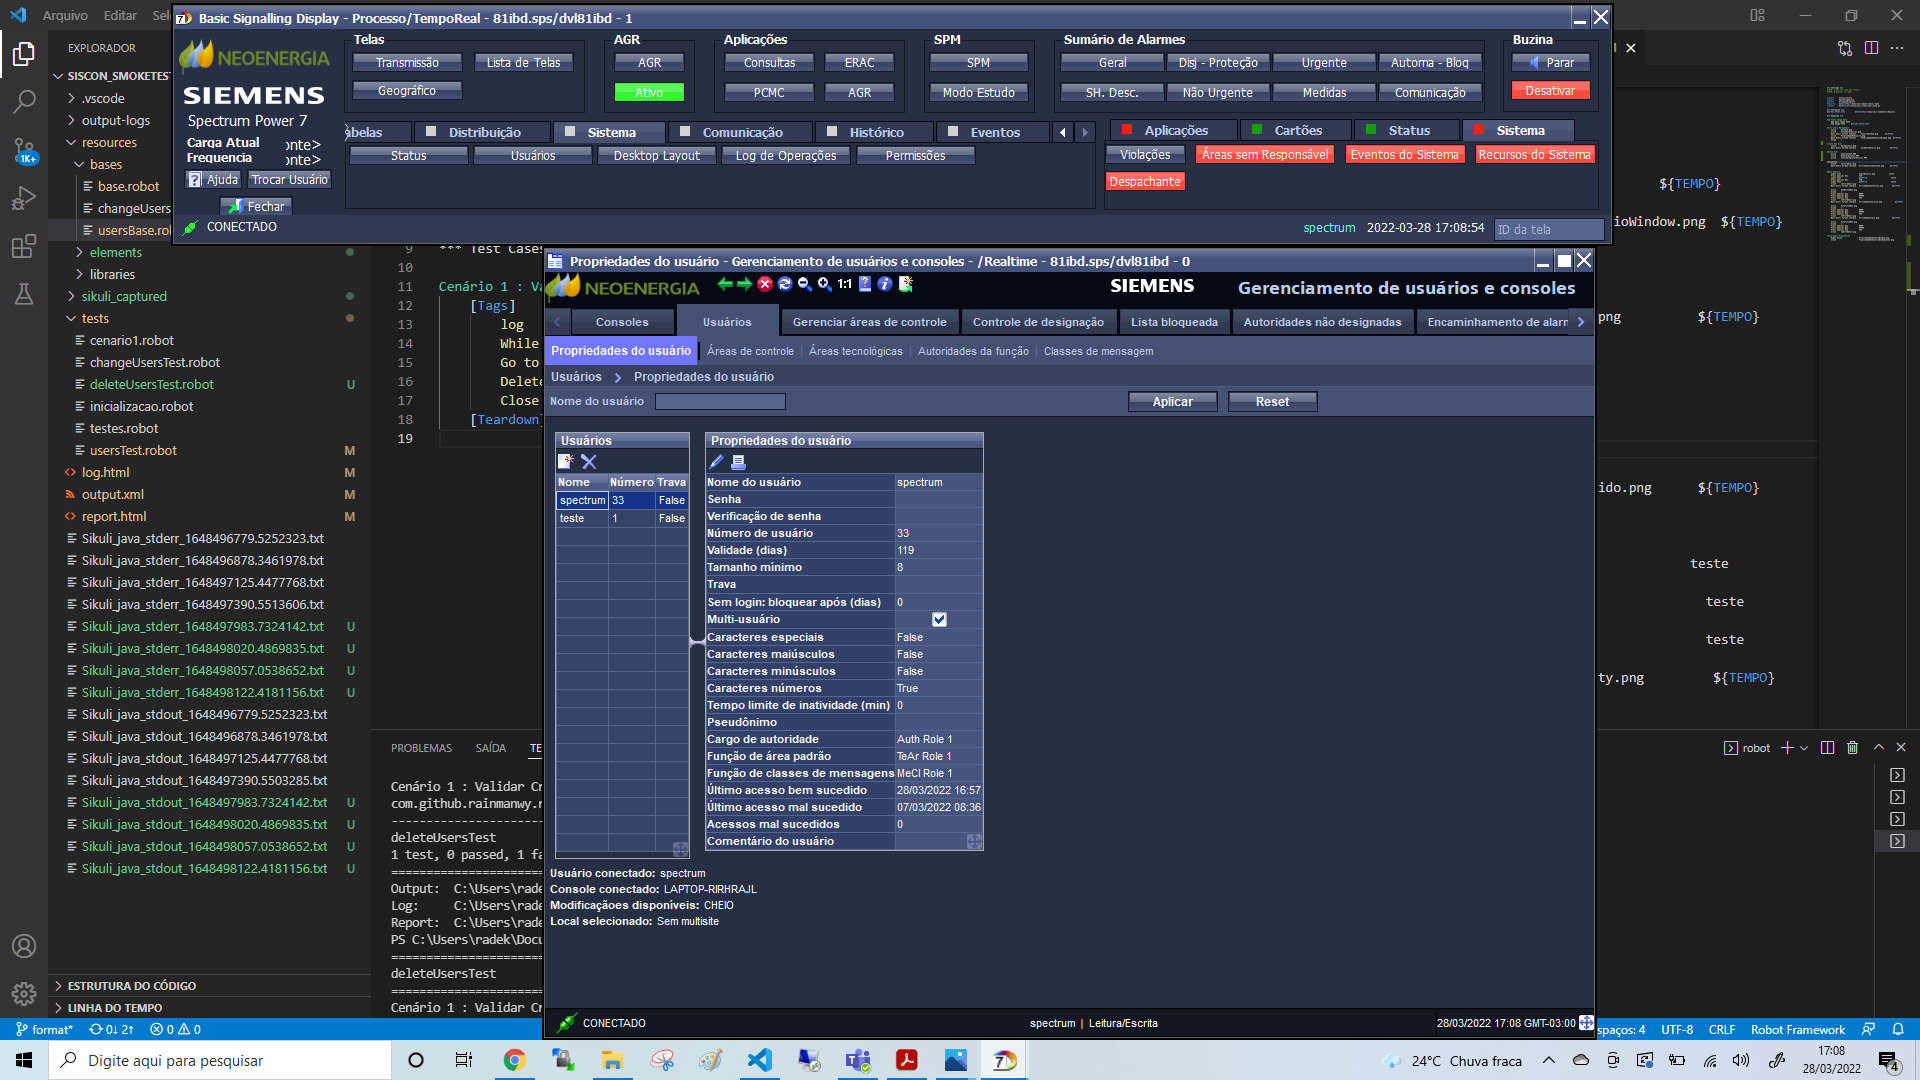 Arquivo Editar Sel
Basic Signalling Display - Processo/TempoReal - 81ibd.sps/dvl81ibd - 1
NEOENERGIA
SIEMENS
Spectrum Power 7
Carga Atual
Frequencia
onte>
onte>
Ajuda Trocar Usuário
Fechar
CONECTADO
Telas
Transmissão Lista de Telas
Geográfico
AGR
AGR
Ativo
Aplicações
Consultas ERAC
PCMC AGR
SPM
SPM
Modo Estudo
Sumário de Alarmes
Geral Disj - Proteção Urgente Automa - Bloq
SH. Desc. Não Urgente Medidas Comunicação
Buzina
Parar
Desativar
abelas Distribuição Sistema Comunicação Histórico Eventos
Status Usuários Desktop Layout Log de Operações Permissões
Aplicações Cartões Status Sistema
Violações Áreas sem Responsável Eventos do Sistema Recursos do Sistema
Despachante
spectrum 2022-03-28 17:08:54 ID da tela
EXPLORADOR
SISCON_SMOKETES
.vscode
output-logs
resources
bases
base.robot
changeUsers
usersBase.rol
elements
libraries
sikuli_captured
tests
cenario1.robot
changeUsersTest.robot
deleteUsersTest.robot U
inicializacao.robot
testes.robot
usersTest.robot M
log.html M
output.xml M
report.html M
Sikuli_java_stderr_1648496779.5252323.txt
Sikuli_java_stderr_1648496878.3461978.txt
Sikuli_java_stderr_1648497125.4477768.txt
Sikuli_java_stderr_1648497390.5513606.txt
Sikuli_java_stderr_1648497983.7324142.txt U
Sikuli_java_stderr_1648498020.4869835.txt U
Sikuli_java_stderr_1648498057.0538652.txt U
Sikuli_java_stderr_1648498122.4181156.txt U
Sikuli_java_stdout_1648496779.5252323.txt
Sikuli_java_stdout_1648496878.3461978.txt
Sikuli_java_stdout_1648497125.4477768.txt
Sikuli_java_stdout_1648497390.5503285.txt
Sikuli_java_stdout_1648497983.7324142.txt U
Sikuli_java_stdout_1648498020.4869835.txt U
Sikuli_java_stdout_1648498057.0538652.txt U
Sikuli_java_stdout_1648498122.4181156.txt U
ESTRUTURA DO CÓDIGO
LINHA DO TEMPO
1K+
9 *** Test Cases
10
11 Cenário 1 : Va
12 [Tags]
13 log
14 While
15 Go to
16 Delete
17 Close
18 [Teardown]
19
${TEMPO}
ioWindow.png ${TEMPO}
png ${TEMPO}
ido.png ${TEMPO}
teste
teste
teste
ty.png ${TEMPO}
Propriedades do usuário - Gerenciamento de usuários e consoles - /Realtime - 81ibd.sps/dvl81ibd - 0
NEOENERGIA 1:1 SIEMENS Gerenciamento de usuários e consoles
Consoles Usuários Gerenciar áreas de controle Controle de designação Lista bloqueada Autoridades não designadas Encaminhamento de alarn
Propriedades do usuário Áreas de controle Áreas tecnológicas Autoridades da função Classes de mensagem
Usuários Propriedades do usuário
Nome do usuário Aplicar Reset
Usuários
Nome Número Trava
spectrum 33 False
teste 1 False
Propriedades do usuário
Nome do usuário spectrum
Senha
Verificação de senha
Número de usuário 33
Validade (dias) 119
Tamanho mínimo 8
Trava
Sem login: bloquear após (dias) 0
Multi-usuário
Caracteres especiais False
Caracteres maiúsculos False
Caracteres minúsculos False
Caracteres números True
Tempo limite de inatividade (min) 0
Pseudônimo
Cargo de autoridade Auth Role 1
Função de área padrão TeAr Role 1
Função de classes de mensagens MeCl Role 1
Último acesso bem sucedido 28/03/2022 16:57
Último acesso mal sucedido 07/03/2022 08:36
Acessos mal sucedidos 0
Comentário do usuário
Usuário conectado: spectrum
Console conectado: LAPTOP-RIRHRAJL
Modificaçãoes disponíveis: CHEIO
Local selecionado: Sem multisite
CONECTADO spectrum | Leitura/Escrita 28/03/2022 17:08 GMT-03:00
PROBLEMAS SAÍDA TE
robot
Cenário 1 : Validar Cr
com.github.rainmanwy.r
deleteUsersTest
1 test, 0 passed, 1 fa
Output: C:\Users\rade
Log: C:\Users\rade
Report: C:\Users\rade
PS C:\Users\radek\Docu
deleteUsersTest
Cenário 1 : Validar Cr
format* 0↓ 2↑ 0 0
spaços: 4 UTF-8 CRLF Robot Framework
Digite aqui para pesquisar
24°C Chuva fraca
17:08
28/03/2022
4